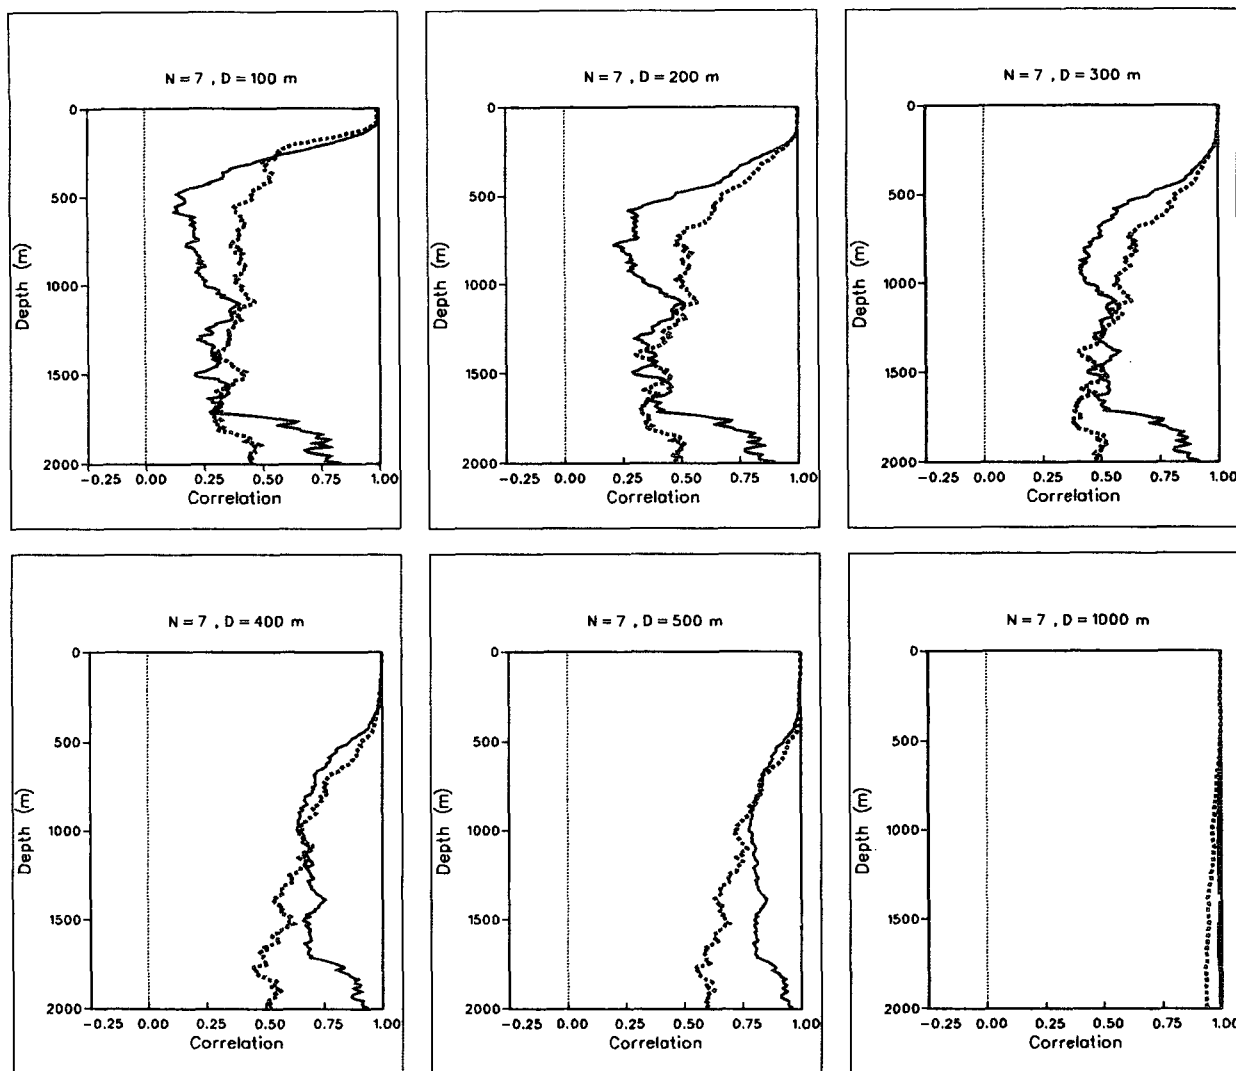 N = 7 , D = 100 m
0
500
1000
1500
2000
Depth (m)
−0.25 0.00 0.25 0.50 0.75 1.00
Correlation
N = 7 , D = 200 m
0
500
1000
1500
2000
Depth (m)
−0.25 0.00 0.25 0.50 0.75 1.00
Correlation
N = 7 , D = 300 m
0
500
1000
1500
2000
Depth (m)
−0.25 0.00 0.25 0.50 0.75 1.00
Correlation
N = 7 , D = 400 m
0
500
1000
1500
2000
Depth (m)
−0.25 0.00 0.25 0.50 0.75 1.00
Correlation
N = 7 , D = 500 m
0
500
1000
1500
2000
Depth (m)
−0.25 0.00 0.25 0.50 0.75 1.00
Correlation
N = 7 , D = 1000 m
0
500
1000
1500
2000
Depth (m)
−0.25 0.00 0.25 0.50 0.75 1.00
Correlation